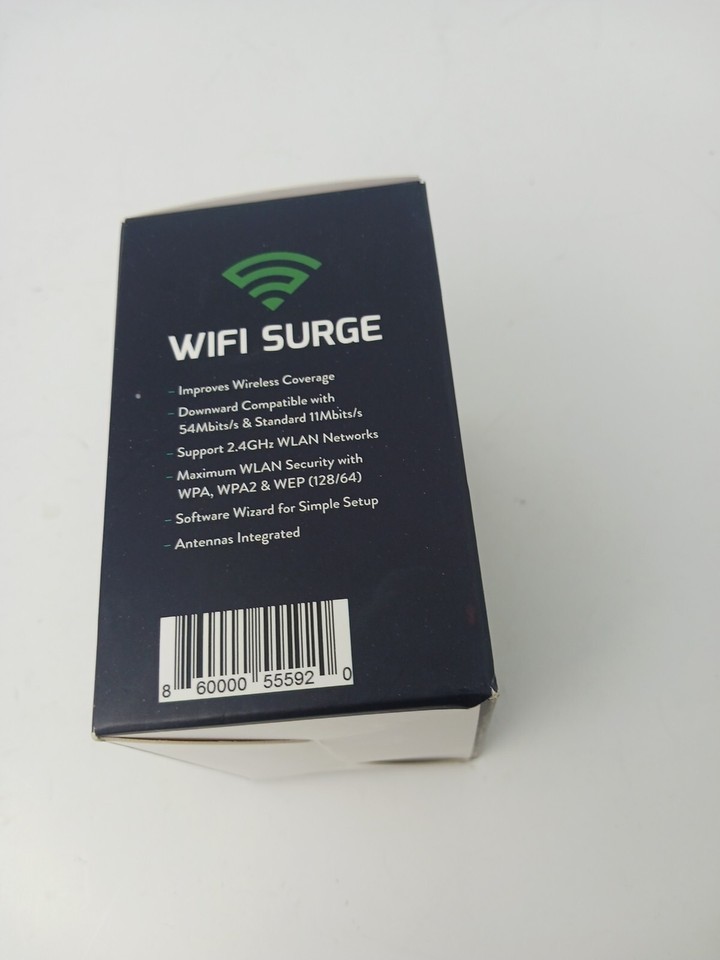 WIFI SURGE
– Improves Wireless Coverage
– Downward Compatible with
54Mbits/s & Standard 11Mbits/s
– Support 2.4GHz WLAN Networks
– Maximum WLAN Security with
WPA, WPA2 & WEP (128/64)
– Software Wizard for Simple Setup
– Antennas Integrated
8 60000 55592 0